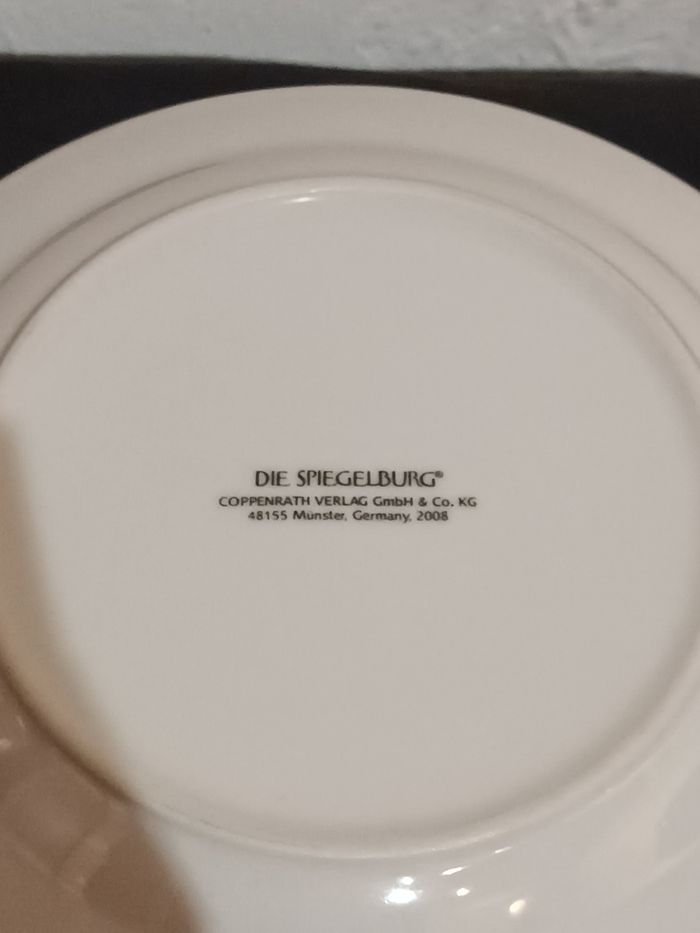 DIE SPIEGELBURG®
COPPENRATH VERLAG GmbH & Co. KG
48155 Münster, Germany, 2008